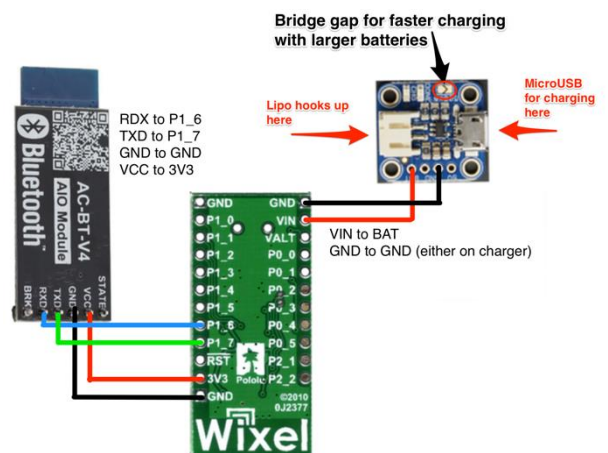 Bridge gap for faster charging
with larger batteries
Lipo hooks up
here
MicroUSB
for charging
here
RDX to P1_6
TXD to P1_7
GND to GND
VCC to 3V3
Bluetooth™
AC-BT-V4
AIO Module
BRK
RXD
TXD
GND
VCC
STATE
VIN to BAT
GND to GND (either on charger)
GND GND
P1_0 VIN
P1_1 VALT
P1_2 P0_0
P1_3 P0_1
P1_4 P0_2
P1_5 P0_3
P1_6 P0_4
P1_7 P0_5
RST P2_1
3V3 P2_2
GND
Pololu
©2010
0J2377
Wixel